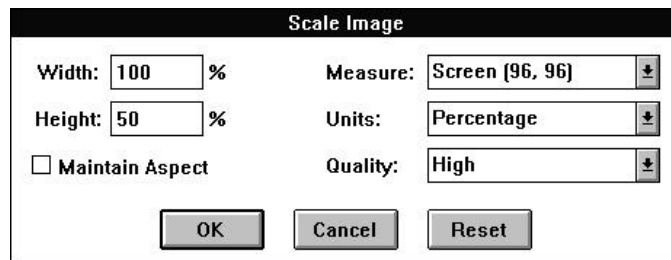 Scale Image
Width: 100 % Measure: Screen (96, 96)
Height: 50 % Units: Percentage
Maintain Aspect Quality: High
OK Cancel Reset